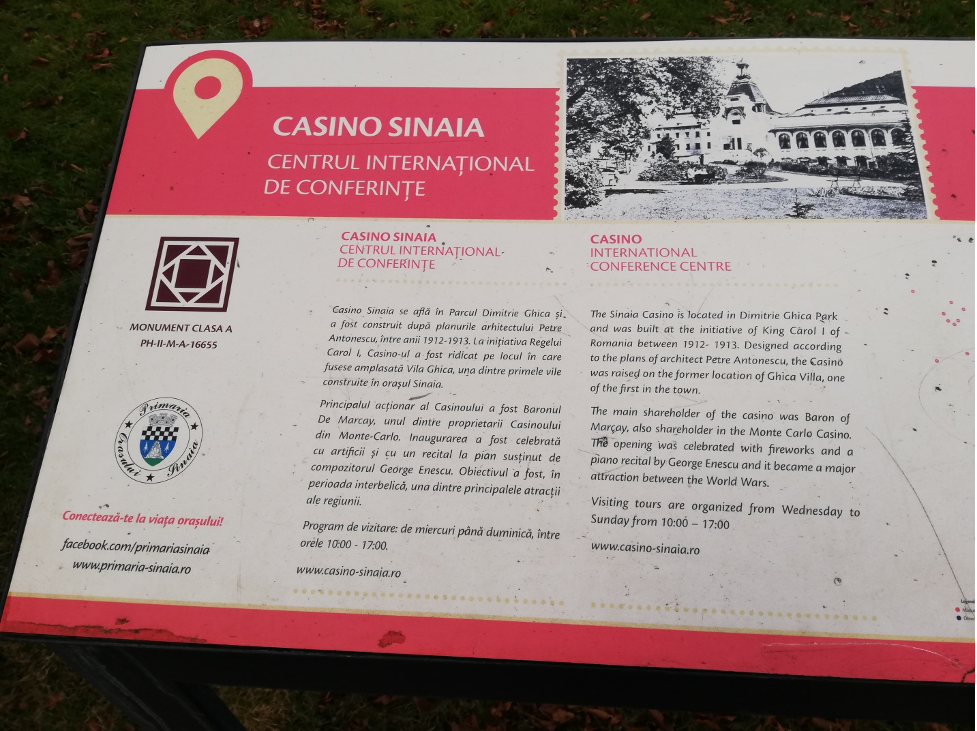 CASINO SINAIA
CENTRUL INTERNAȚIONAL
DE CONFERINȚE
MONUMENT CLASA A
PH-II-M-A-16655
Primaria
Orasului Sinaia
Conectează-te la viața orașului!
facebook.com/primariasinaia
www.primaria-sinaia.ro
CASINO SINAIA
CENTRUL INTERNAȚIONAL
DE CONFERINȚE
Casino Sinaia se află în Parcul Dimitrie Ghica și
a fost construit după planurile arhitectului Petre
Antonescu, între anii 1912-1913. La inițiativa Regelui
Carol I, Casino-ul a fost ridicat pe locul în care
fusese amplasată Vila Ghica, una dintre primele vile
construite în orașul Sinaia.
Principalul acționar al Casinoului a fost Baronul
De Marcay, unul dintre proprietarii Casinoului
din Monte-Carlo. Inaugurarea a fost celebrată
cu artificii și cu un recital la pian susținut de
compozitorul George Enescu. Obiectivul a fost, în
perioada interbelică, una dintre principalele atracții
ale regiunii.
Program de vizitare: de miercuri până duminică, între
orele 10:00 - 17:00.
www.casino-sinaia.ro
CASINO
INTERNATIONAL
CONFERENCE CENTRE
The Sinaia Casino is located in Dimitrie Ghica Park
and was built at the initiative of King Carol I of
Romania between 1912- 1913. Designed according
to the plans of architect Petre Antonescu, the Casino
was raised on the former location of Ghica Villa, one
of the first in the town.
The main shareholder of the casino was Baron of
Marçay, also shareholder in the Monte Carlo Casino.
The opening was celebrated with fireworks and a
piano recital by George Enescu and it became a major
attraction between the World Wars.
Visiting tours are organized from Wednesday to
Sunday from 10:00 – 17:00
www.casino-sinaia.ro